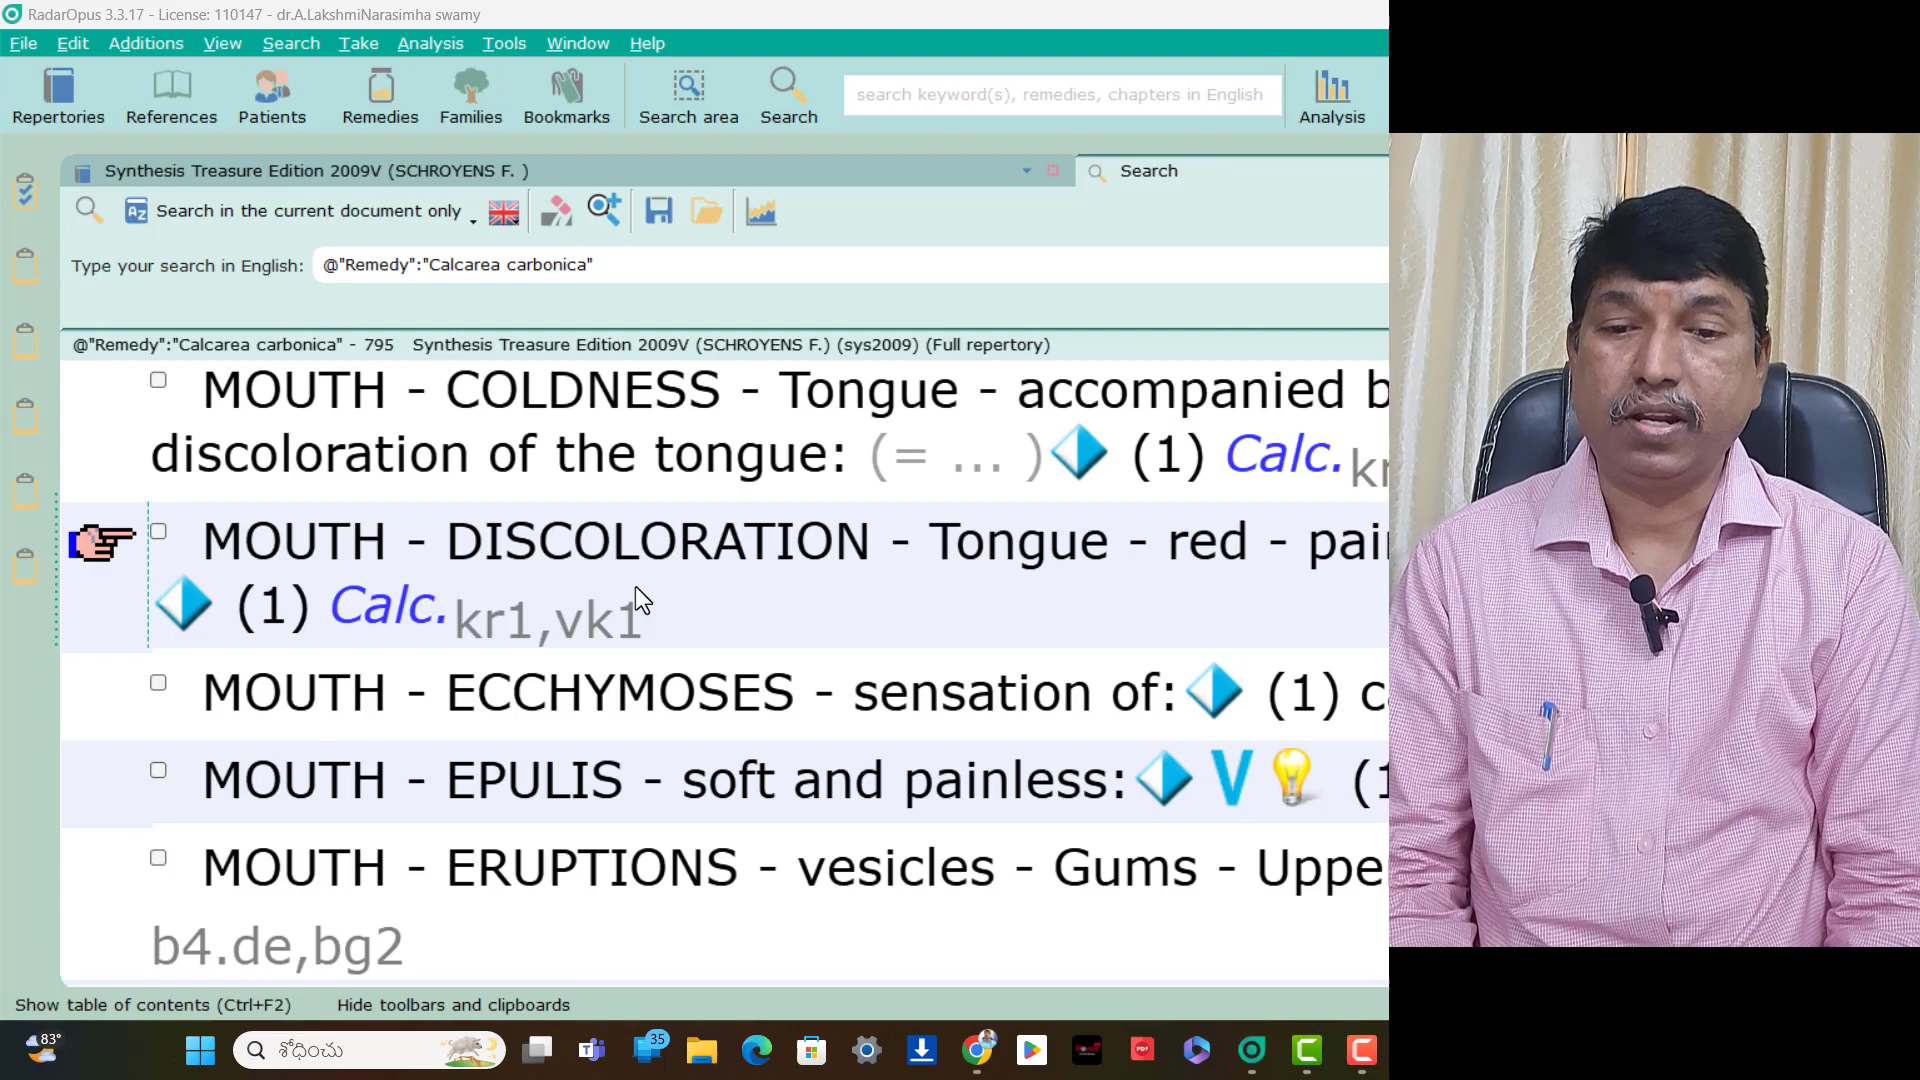 RadarOpus 3.3.17 - License: 110147 - dr.A.LakshmiNarasimha swamy
File Edit Additions View Search Take Analysis Tools Window Help
Repertories References Patients Remedies Families Bookmarks Search area Search search keyword(s), remedies, chapters in English Analysis
Synthesis Treasure Edition 2009V (SCHROYENS F. ) Search
Search in the current document only
Type your search in English: @"Remedy":"Calcarea carbonica"
@"Remedy":"Calcarea carbonica" - 795 Synthesis Treasure Edition 2009V (SCHROYENS F.) (sys2009) (Full repertory)
MOUTH - COLDNESS - Tongue - accompanied b
discoloration of the tongue: (= ... ) (1) Calc. kr
MOUTH - DISCOLORATION - Tongue - red - pai
(1) Calc. kr1,vk1
MOUTH - ECCHYMOSES - sensation of: (1) c
MOUTH - EPULIS - soft and painless: V (1
MOUTH - ERUPTIONS - vesicles - Gums - Uppe
b4.de,bg2
Show table of contents (Ctrl+F2) Hide toolbars and clipboards
83° శోధించు 35